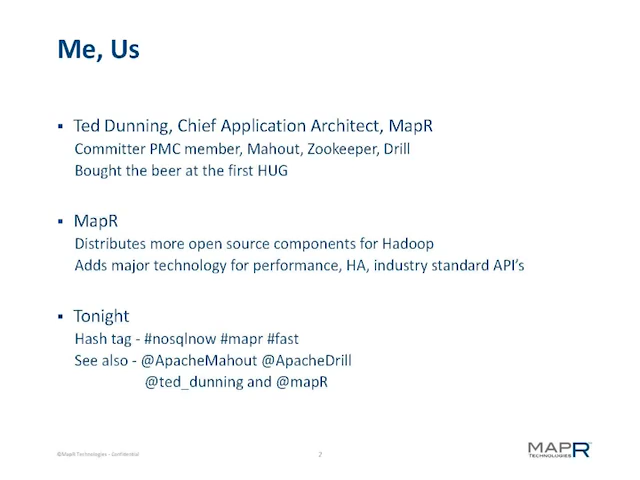 Me, Us
▪ Ted Dunning, Chief Application Architect, MapR
Committer PMC member, Mahout, Zookeeper, Drill
Bought the beer at the first HUG
▪ MapR
Distributes more open source components for Hadoop
Adds major technology for performance, HA, industry standard API's
▪ Tonight
Hash tag - #nosqlnow #mapr #fast
See also - @ApacheMahout @ApacheDrill
@ted_dunning and @mapR
©MapR Technologies - Confidential
2
MAPR
TECHNOLOGIES